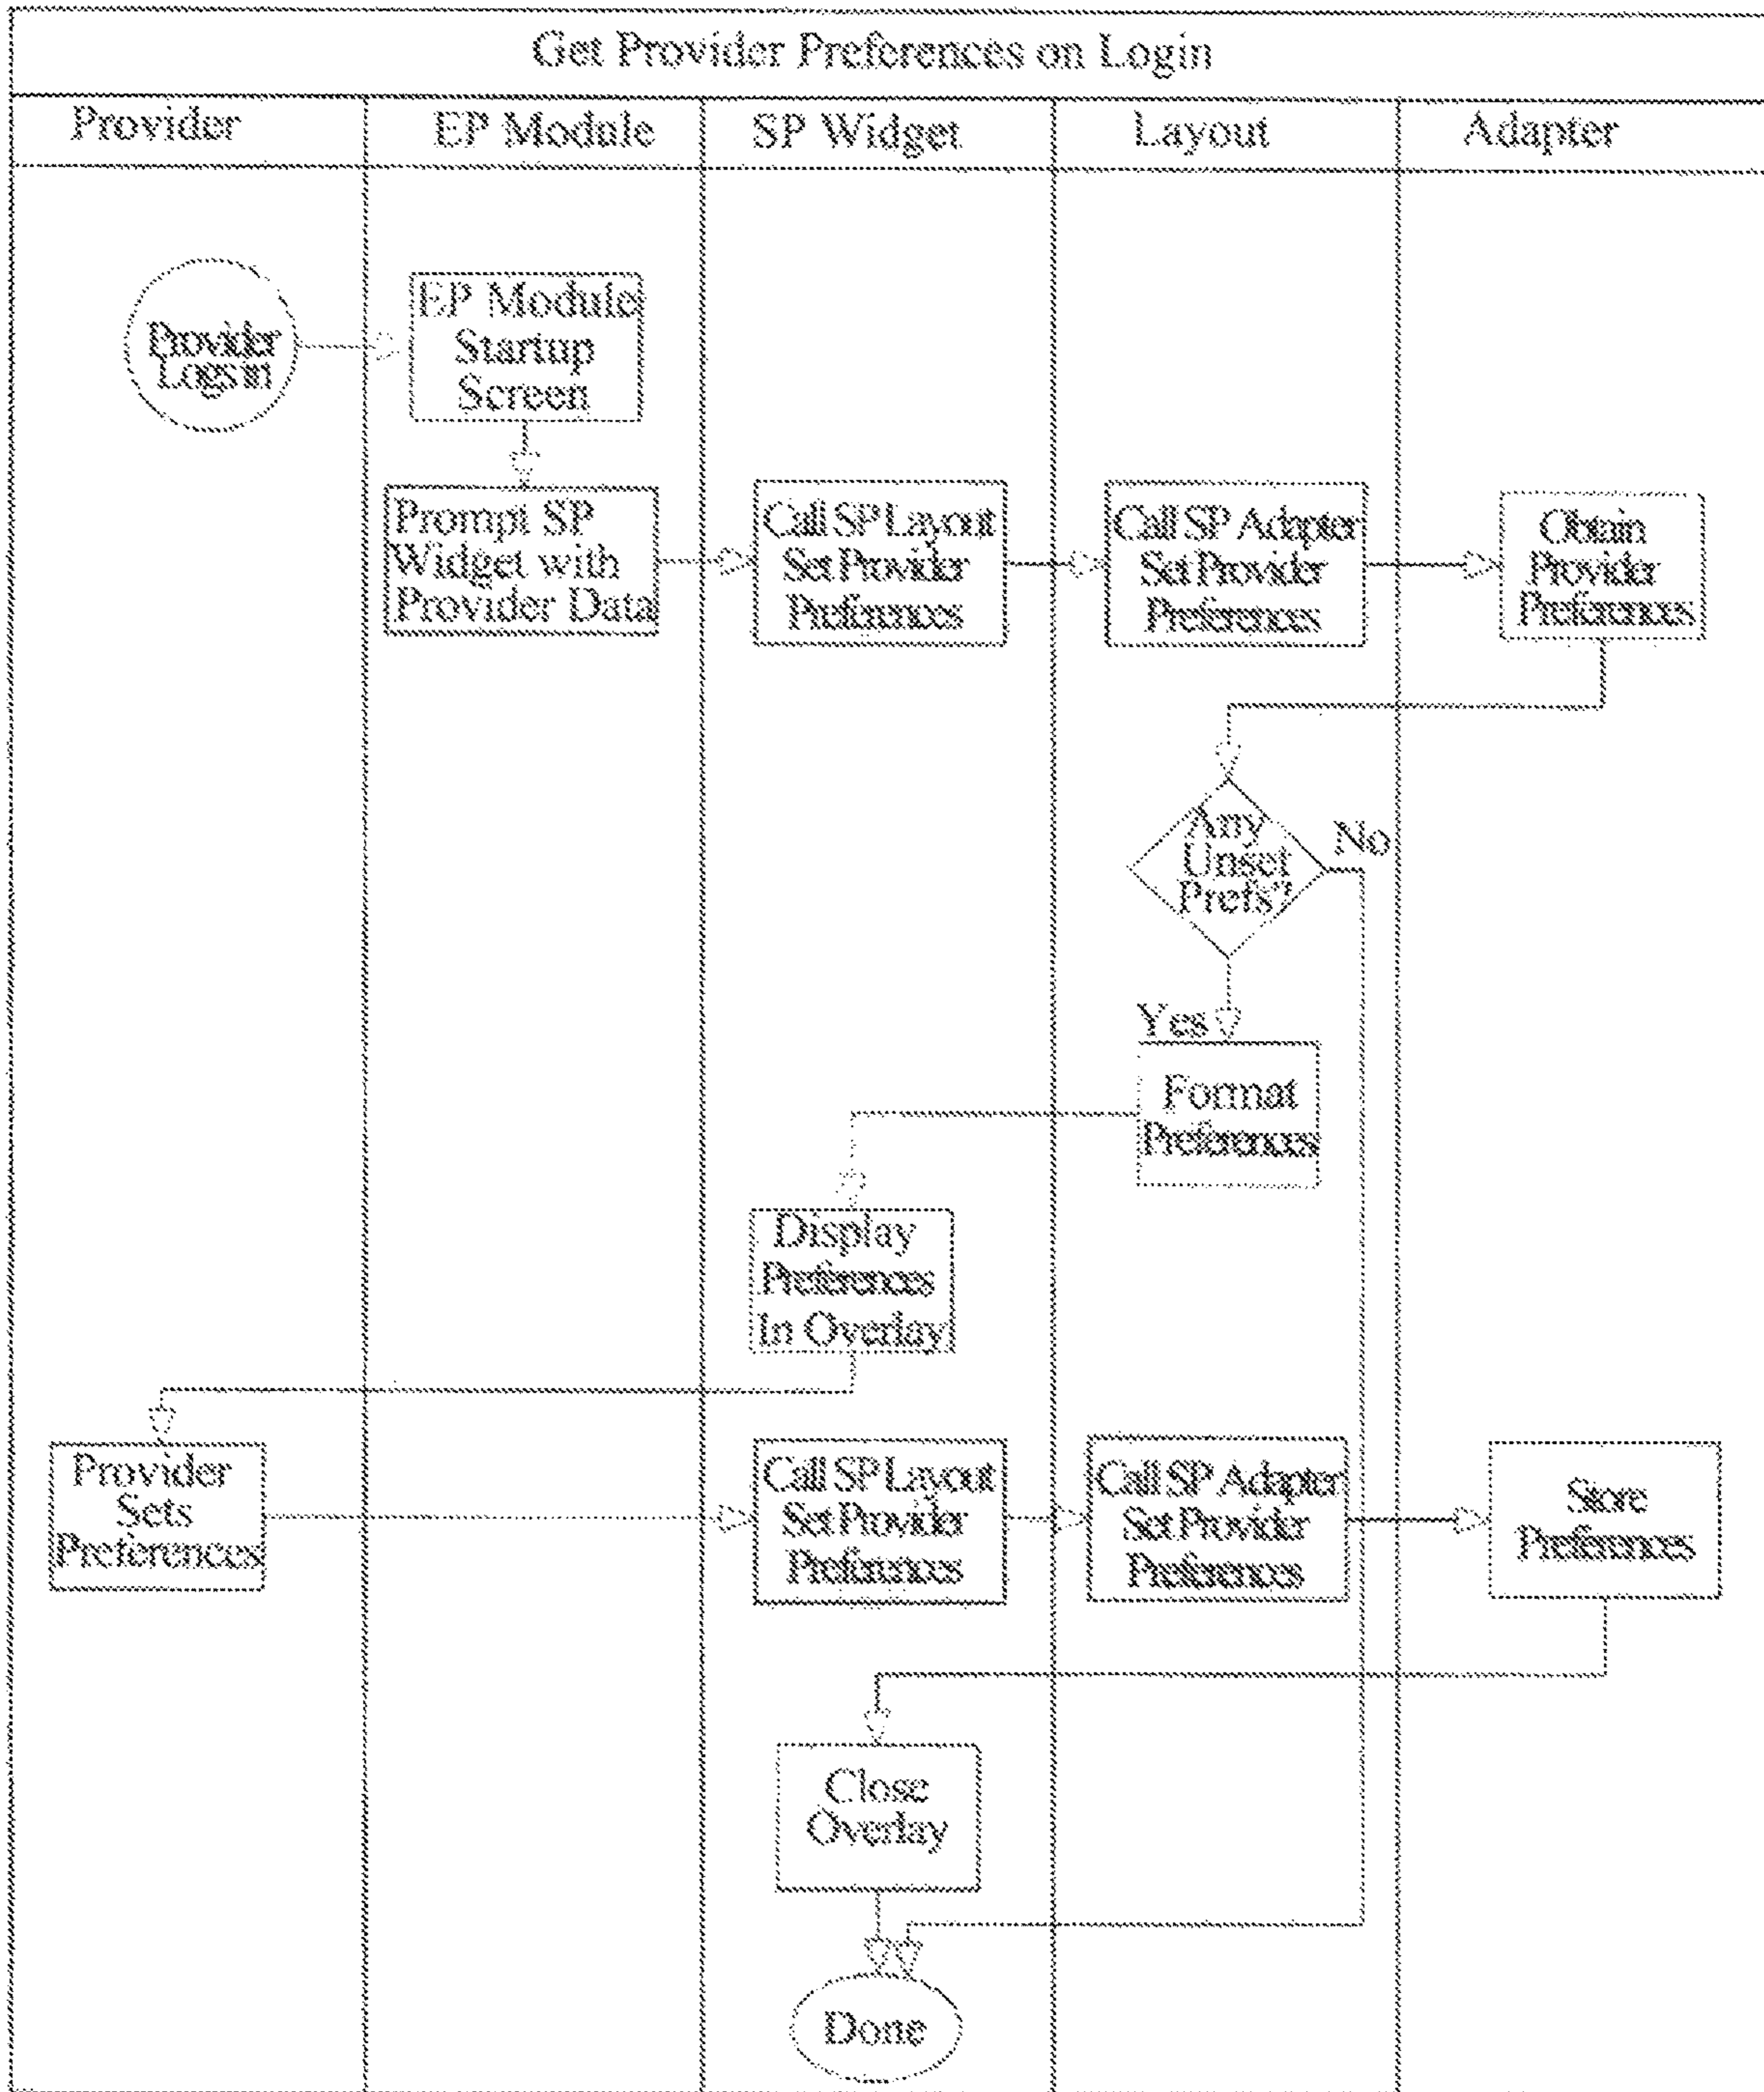 Get Provider Preferences on Login
Provider
EP Module
SP Widget
Layout
Adapter
Provider
Logs in
EP Module
Startup
Screen
Prompt SP
Widget with
Provider Data
Call SP Layout
Set Provider
Preferences
Call SP Adapter
Set Provider
Preferences
Obtain
Provider
Preferences
Any
Unset
Prefs?
No
Yes
Format
Preferences
Display
Preferences
In Overlay
Provider
Sets
Preferences
Call SP Layout
Set Provider
Preferences
Call SP Adapter
Set Provider
Preferences
Store
Preferences
Close
Overlay
Done